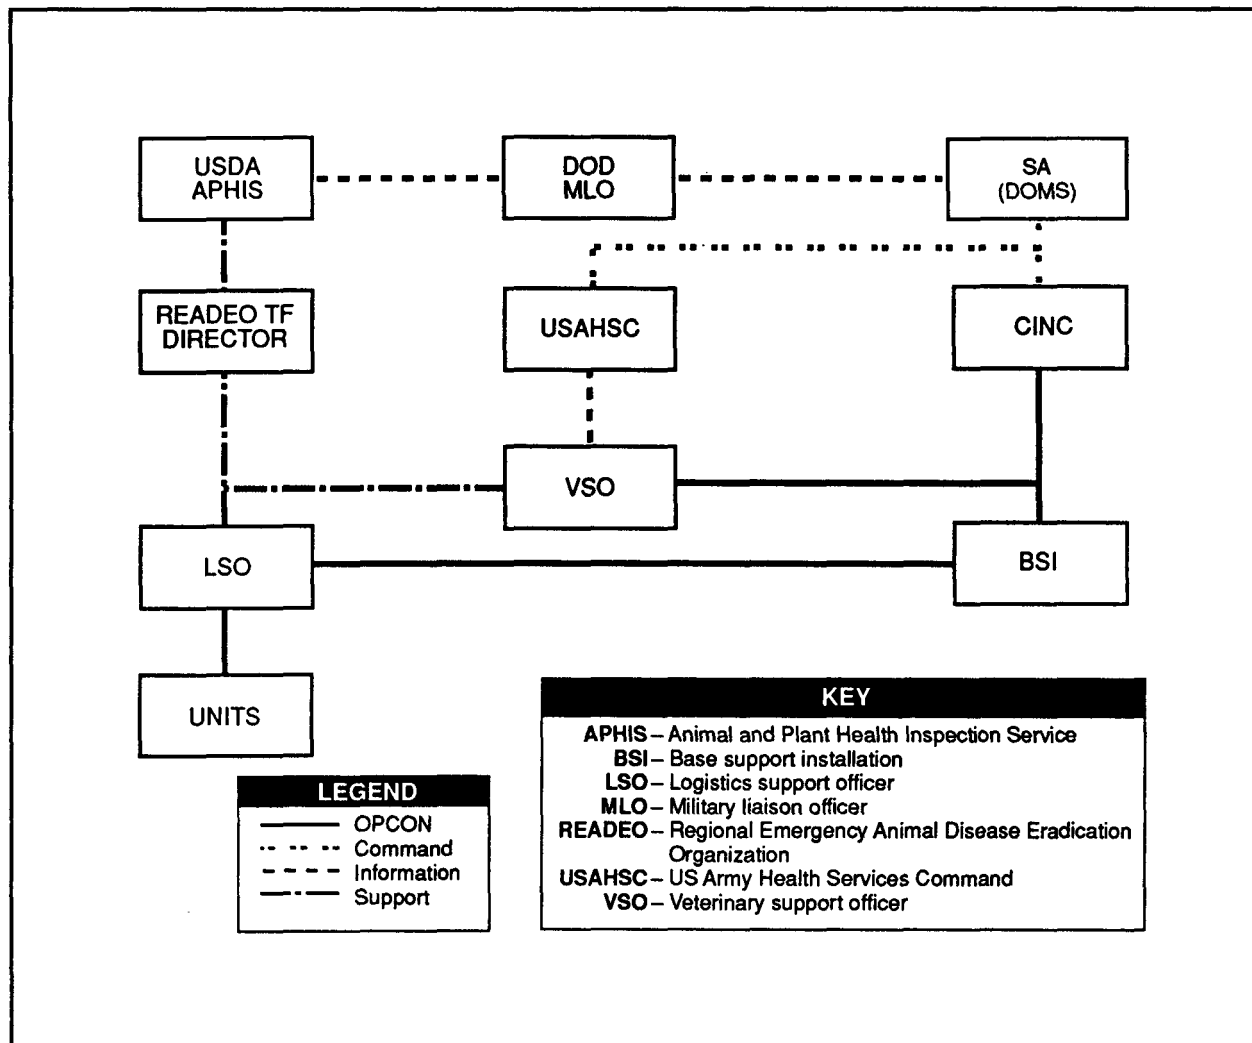 USDA
APHIS
DOD
MLO
SA
(DOMS)
READEO TF
DIRECTOR
USAHSC
CINC
VSO
LSO
BSI
UNITS
LEGEND
OPCON
Command
Information
Support
KEY
APHIS – Animal and Plant Health Inspection Service
BSI – Base support installation
LSO – Logistics support officer
MLO – Military liaison officer
READEO – Regional Emergency Animal Disease Eradication
Organization
USAHSC – US Army Health Services Command
VSO – Veterinary support officer